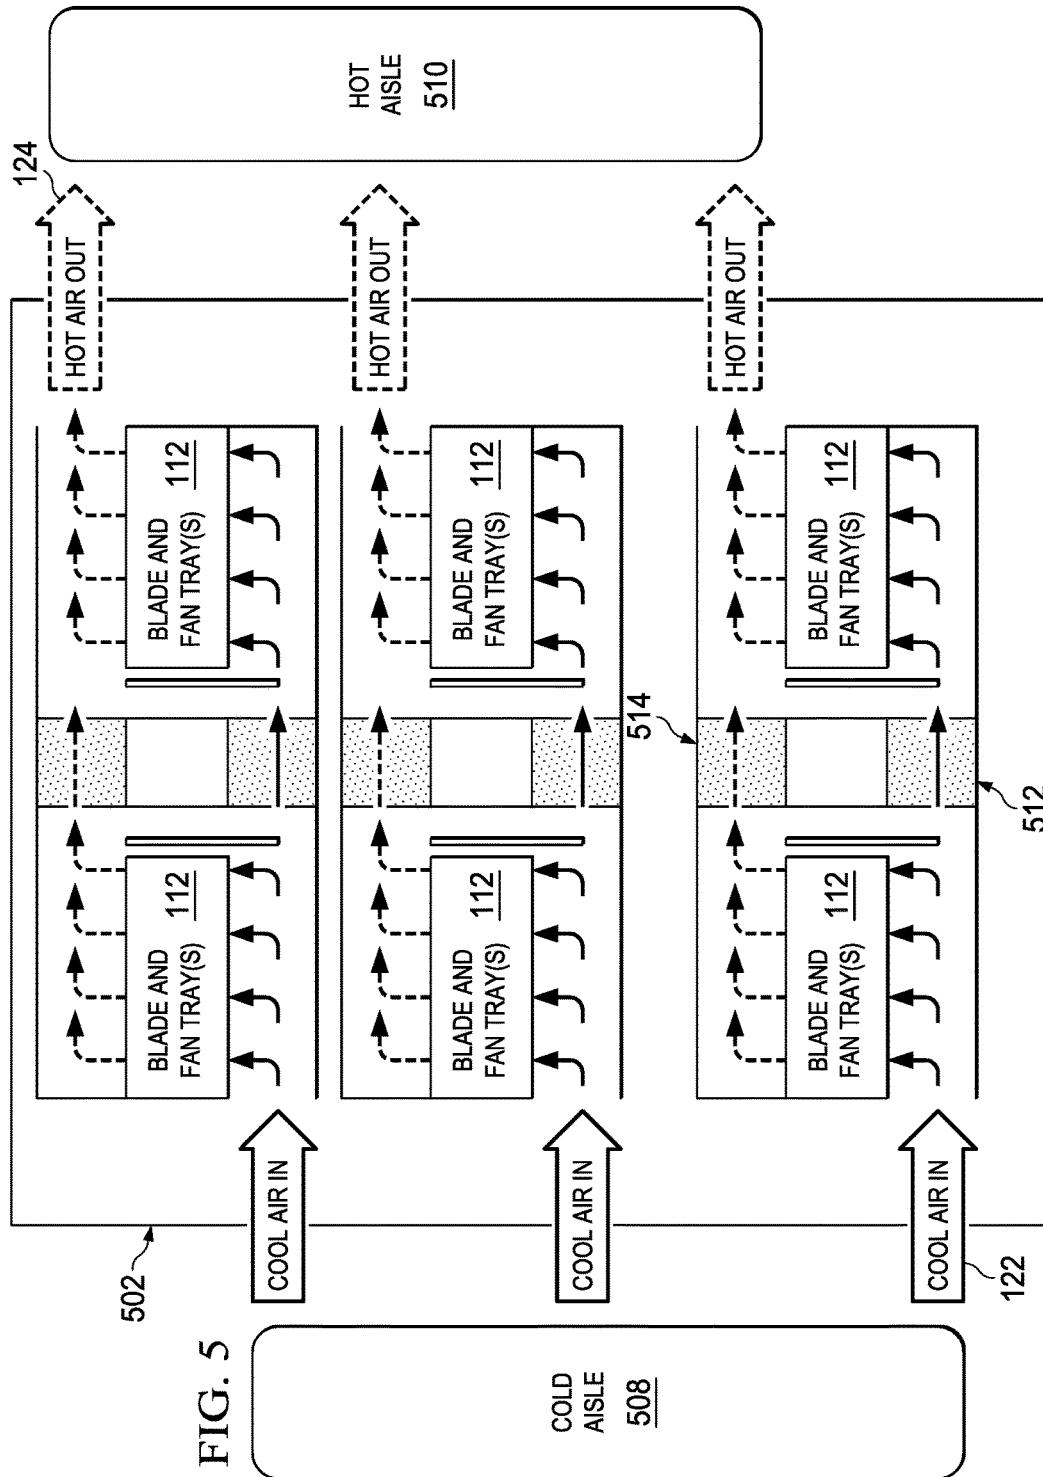 124
HOT AIR OUT
502
BLADE AND
FAN TRAY(S) 112
BLADE AND
FAN TRAY(S) 112
FIG. 5
COOL AIR IN
HOT
AISLE
510
HOT AIR OUT
BLADE AND
FAN TRAY(S) 112
BLADE AND
FAN TRAY(S) 112
COLD
AISLE
508
COOL AIR IN
514
HOT AIR OUT
BLADE AND
FAN TRAY(S) 112
BLADE AND
FAN TRAY(S) 112
COOL AIR IN
122
512